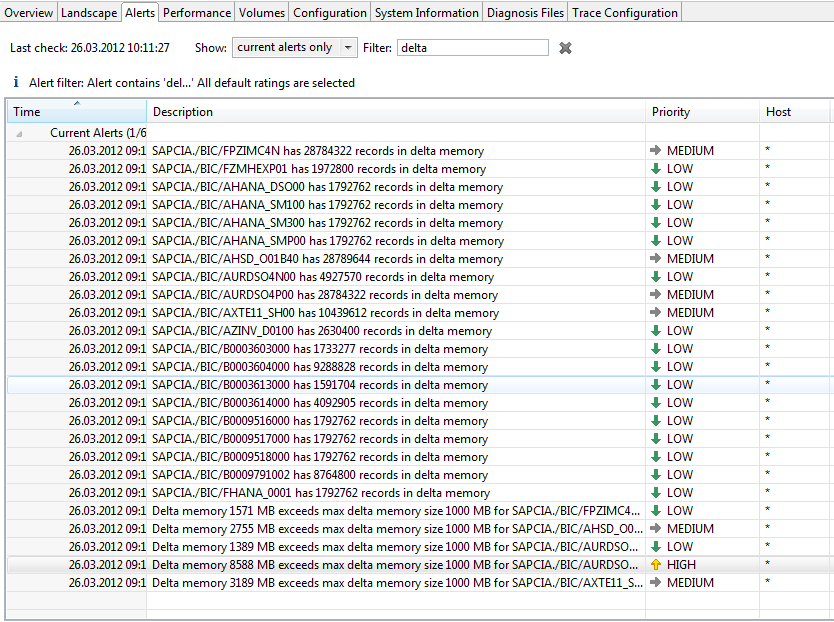 Overview Landscape Alerts Performance Volumes Configuration System Information Diagnosis Files Trace Configuration
Last check: 26.03.2012 10:11:27 Show: current alerts only Filter: delta
Alert filter: Alert contains 'del...' All default ratings are selected
Time Description Priority Host
Current Alerts (1/6
26.03.2012 09:1 SAPCIA./BIC/FPZIMC4N has 28784322 records in delta memory MEDIUM *
26.03.2012 09:1 SAPCIA./BIC/FZMHEXP01 has 1972800 records in delta memory LOW *
26.03.2012 09:1 SAPCIA./BIC/AHANA_DSO00 has 1792762 records in delta memory LOW *
26.03.2012 09:1 SAPCIA./BIC/AHANA_SM100 has 1792762 records in delta memory LOW *
26.03.2012 09:1 SAPCIA./BIC/AHANA_SM300 has 1792762 records in delta memory LOW *
26.03.2012 09:1 SAPCIA./BIC/AHANA_SMP00 has 1792762 records in delta memory LOW *
26.03.2012 09:1 SAPCIA./BIC/AHSD_O01B40 has 28789644 records in delta memory MEDIUM *
26.03.2012 09:1 SAPCIA./BIC/AURDSO4N00 has 4927570 records in delta memory LOW *
26.03.2012 09:1 SAPCIA./BIC/AURDSO4P00 has 28784322 records in delta memory MEDIUM *
26.03.2012 09:1 SAPCIA./BIC/AXTE11_SH00 has 10439612 records in delta memory MEDIUM *
26.03.2012 09:1 SAPCIA./BIC/AZINV_D0100 has 2630400 records in delta memory LOW *
26.03.2012 09:1 SAPCIA./BIC/B0003603000 has 1733277 records in delta memory LOW *
26.03.2012 09:1 SAPCIA./BIC/B0003604000 has 9288828 records in delta memory LOW *
26.03.2012 09:1 SAPCIA./BIC/B0003613000 has 1591704 records in delta memory LOW *
26.03.2012 09:1 SAPCIA./BIC/B0003614000 has 4092905 records in delta memory LOW *
26.03.2012 09:1 SAPCIA./BIC/B0009516000 has 1792762 records in delta memory LOW *
26.03.2012 09:1 SAPCIA./BIC/B0009517000 has 1792762 records in delta memory LOW *
26.03.2012 09:1 SAPCIA./BIC/B0009518000 has 1792762 records in delta memory LOW *
26.03.2012 09:1 SAPCIA./BIC/B0009791002 has 8764800 records in delta memory LOW *
26.03.2012 09:1 SAPCIA./BIC/FHANA_0001 has 1792762 records in delta memory LOW *
26.03.2012 09:1 Delta memory 1571 MB exceeds max delta memory size 1000 MB for SAPCIA./BIC/FPZIMC4... LOW *
26.03.2012 09:1 Delta memory 2755 MB exceeds max delta memory size 1000 MB for SAPCIA./BIC/AHSD_O0... MEDIUM *
26.03.2012 09:1 Delta memory 1389 MB exceeds max delta memory size 1000 MB for SAPCIA./BIC/AURDSO... LOW *
26.03.2012 09:1 Delta memory 8588 MB exceeds max delta memory size 1000 MB for SAPCIA./BIC/AURDSO... HIGH *
26.03.2012 09:1 Delta memory 3189 MB exceeds max delta memory size 1000 MB for SAPCIA./BIC/AXTE11_S... MEDIUM *